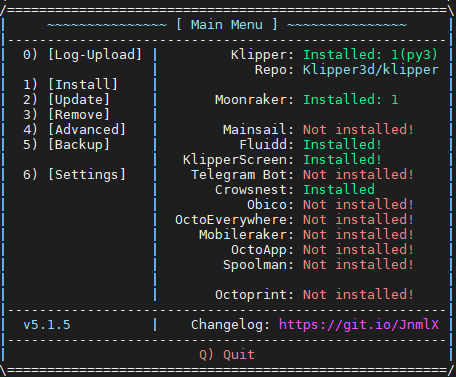 /=======================================================\
|     ~~~~~~~~~~~~~~~ [ Main Menu ] ~~~~~~~~~~~~~~~     |
|-------------------------------------------------------|
|  0) [Log-Upload] |         Klipper: Installed: 1(py3) |
|                  |            Repo: Klipper3d/klipper |
|  1) [Install]    |                                    |
|  2) [Update]     |       Moonraker: Installed: 1      |
|  3) [Remove]     |                                    |
|  4) [Advanced]   |        Mainsail: Not installed!    |
|  5) [Backup]     |          Fluidd: Installed!        |
|                  |   KlipperScreen: Installed!        |
|  6) [Settings]   |    Telegram Bot: Not installed!    |
|                  |       Crowsnest: Installed         |
|                  |           Obico: Not installed!    |
|                  |  OctoEverywhere: Not installed!    |
|                  |     Mobileraker: Not installed!    |
|                  |         OctoApp: Not installed!    |
|                  |        Spoolman: Not installed!    |
|                  |                                    |
|                  |       Octoprint: Not installed!    |
|-------------------------------------------------------|
|  v5.1.5          |    Changelog: https://git.io/JnmlX |
|-------------------------------------------------------|
|                        Q) Quit                        |
\=======================================================/